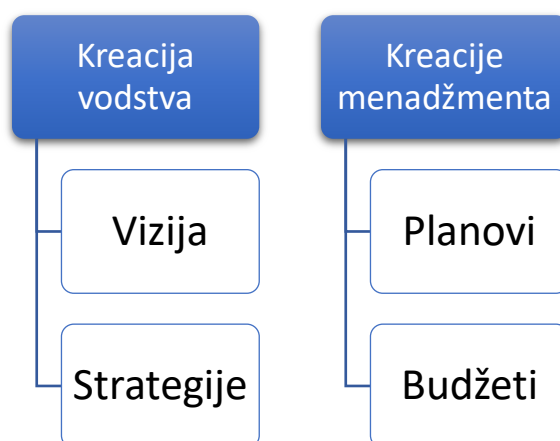 Kreacija
vodstva
Vizija
Strategije
Kreacije
menadžmenta
Planovi
Budžeti